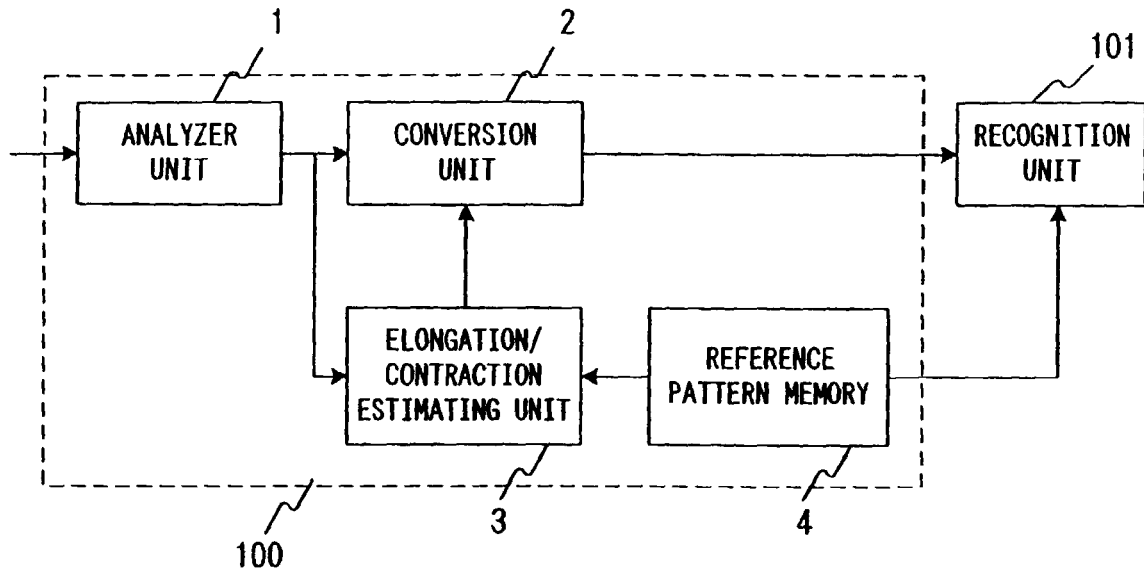 1
2
101
ANALYZER
UNIT
CONVERSION
UNIT
RECOGNITION
UNIT
ELONGATION/
CONTRACTION
ESTIMATING UNIT
REFERENCE
PATTERN MEMORY
100
3
4